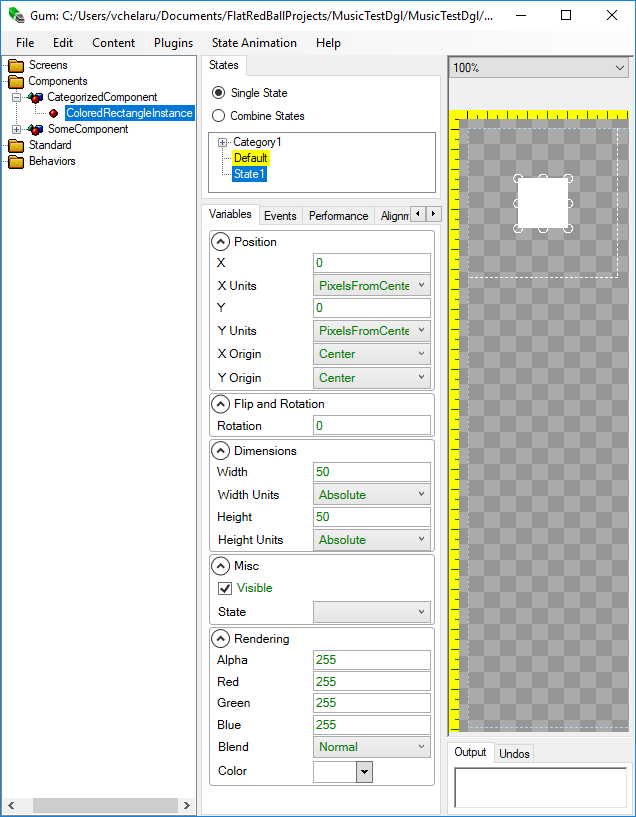 Gum: C:/Users/vchelaru/Documents/FlatRedBallProjects/MusicTestDgl/MusicTestDgl/...
File Edit Content Plugins State Animation Help
Screens
Components
CategorizedComponent
ColoredRectangleInstance
SomeComponent
Standard
Behaviors
States
Single State
Combine States
Category1
Default
State1
Variables Events Performance Alignm
Position
X 0
X Units PixelsFromCente
Y 0
Y Units PixelsFromCente
X Origin Center
Y Origin Center
Flip and Rotation
Rotation 0
Dimensions
Width 50
Width Units Absolute
Height 50
Height Units Absolute
Misc
Visible
State
Rendering
Alpha 255
Red 255
Green 255
Blue 255
Blend Normal
Color
100%
Output Undos